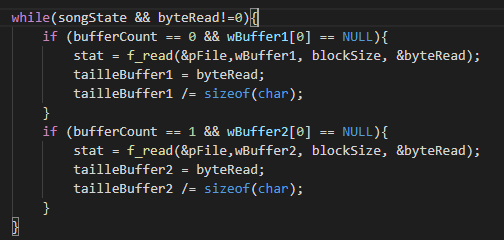 while(songState && byteRead!=0){
    if (bufferCount == 0 && wBuffer1[0] == NULL){
        stat = f_read(&pFile,wBuffer1, blockSize, &byteRead);
        tailleBuffer1 = byteRead;
        tailleBuffer1 /= sizeof(char);
    }
    if (bufferCount == 1 && wBuffer2[0] == NULL){
        stat = f_read(&pFile,wBuffer2, blockSize, &byteRead);
        tailleBuffer2 = byteRead;
        tailleBuffer2 /= sizeof(char);
    }
}